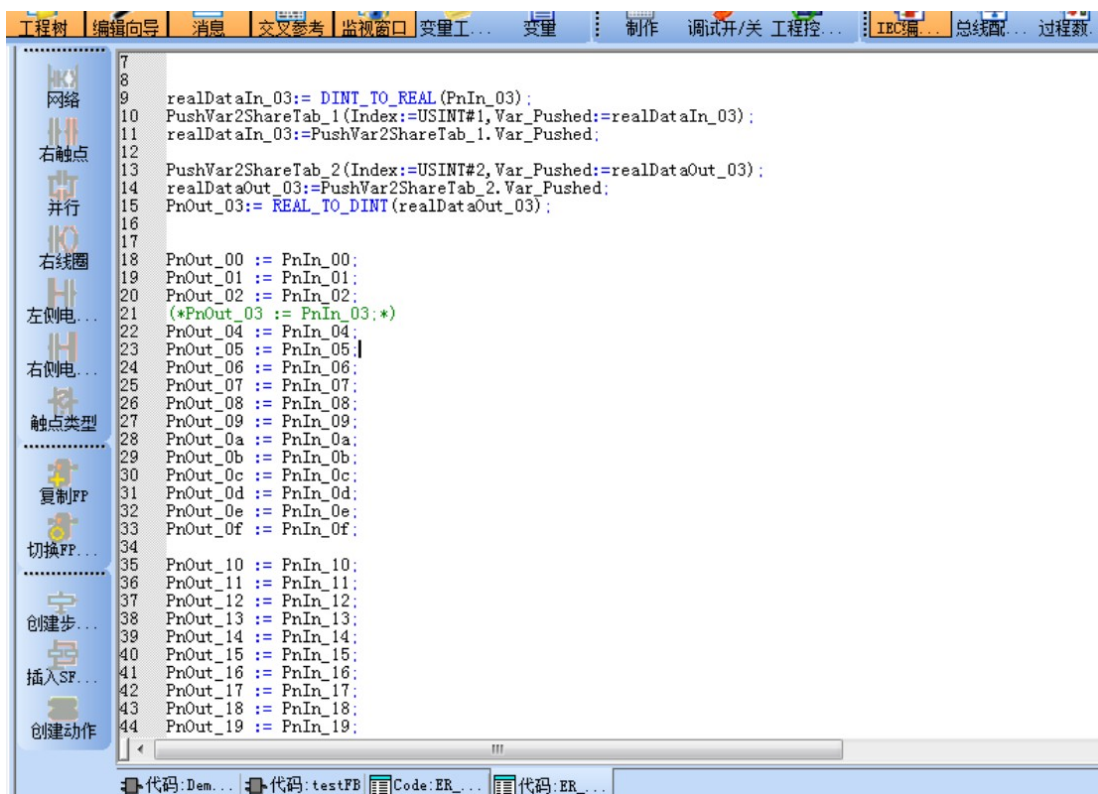 工程树 编辑向导 消息 交叉参考 监视窗口 变量工... 变量 制作 调试开/关 工程控... IEC编... 总线配... 过程数.
网络
右触点
并行
右线圈
左侧电...
右侧电...
触点类型
复制FP
切换FP...
创建步...
插入SF...
创建动作
7
8
9 realDataIn_03:= DINT_TO_REAL(PnIn_03);
10 PushVar2ShareTab_1(Index:=USINT#1,Var_Pushed:=realDataIn_03);
11 realDataIn_03:=PushVar2ShareTab_1.Var_Pushed;
12
13 PushVar2ShareTab_2(Index:=USINT#2,Var_Pushed:=realDataOut_03);
14 realDataOut_03:=PushVar2ShareTab_2.Var_Pushed;
15 PnOut_03:= REAL_TO_DINT(realDataOut_03);
16
17
18 PnOut_00 := PnIn_00;
19 PnOut_01 := PnIn_01;
20 PnOut_02 := PnIn_02;
21 (*PnOut_03 := PnIn_03;*)
22 PnOut_04 := PnIn_04;
23 PnOut_05 := PnIn_05;
24 PnOut_06 := PnIn_06;
25 PnOut_07 := PnIn_07;
26 PnOut_08 := PnIn_08;
27 PnOut_09 := PnIn_09;
28 PnOut_0a := PnIn_0a;
29 PnOut_0b := PnIn_0b;
30 PnOut_0c := PnIn_0c;
31 PnOut_0d := PnIn_0d;
32 PnOut_0e := PnIn_0e;
33 PnOut_0f := PnIn_0f;
34
35 PnOut_10 := PnIn_10;
36 PnOut_11 := PnIn_11;
37 PnOut_12 := PnIn_12;
38 PnOut_13 := PnIn_13;
39 PnOut_14 := PnIn_14;
40 PnOut_15 := PnIn_15;
41 PnOut_16 := PnIn_16;
42 PnOut_17 := PnIn_17;
43 PnOut_18 := PnIn_18;
44 PnOut_19 := PnIn_19;
代码:Dem... 代码:testFB Code:ER_... 代码:ER_...